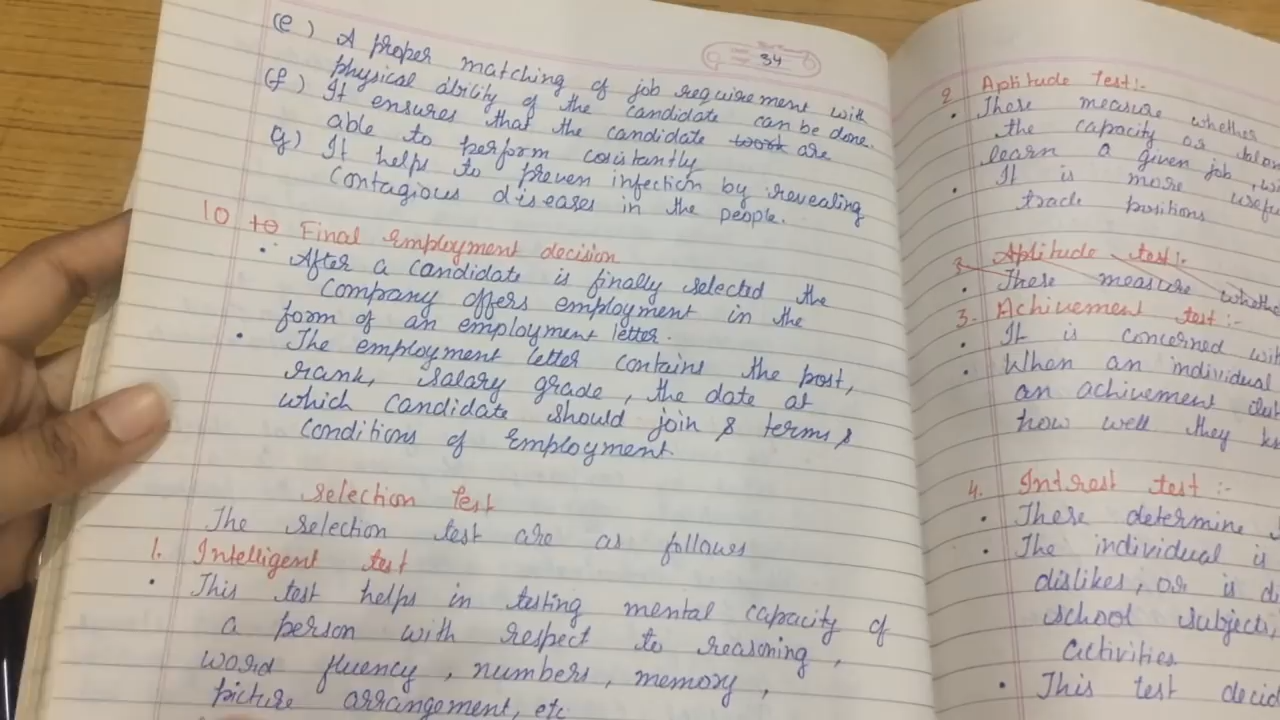 34
(e) A proper matching of job requirement with
physical ability of the candidate can be done.
(f) It ensures that the candidate work are
able to perform cosistantly
g) It helps to preven infection by revealing
contagious diseases in the people.
10 to Final employment decision
• After a candidate is finally selected the
company offers employment in the
form of an employment letter.
• The employment letter contains the post,
rank, salary grade, the date at
which candidate should join & terms &
conditions of employment
selection test
The selection test are as follows
1. Intelligent test
• This test helps in testing mental capacity of
a person with respect to reasoning,
word fluency, numbers, memory,
picture arrangement, etc
2 Aptitude test:-
• These measure whether
the capacity or
learn a given job,
• It is more
track positions
3. Aptitude test:-
• These measure
3. Achivement test:-
• It is concerned
• When an individual
an achivement
how well they
4. Intrest test :-
• These determine
• The individual is
dislikes, or is
school subjects,
activities
• This test